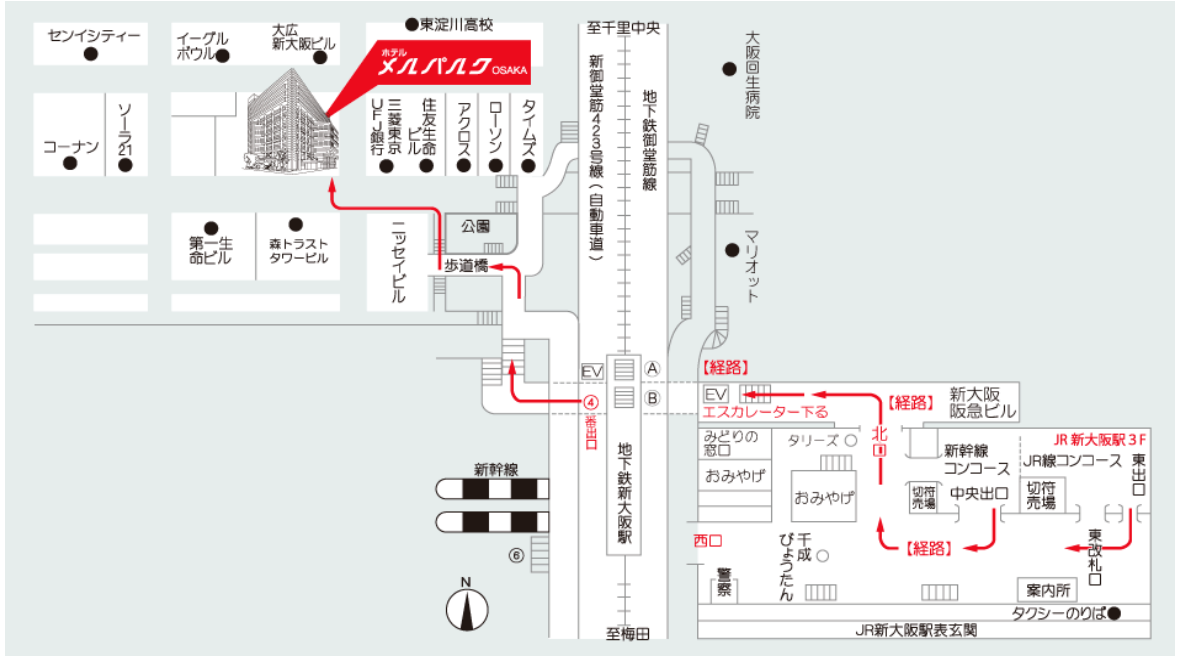 センイシティー
イーグル
ボウル
大広
新大阪ビル
東淀川高校
ホテル
メルパルク OSAKA
至千里中央
新御堂筋423号線（自動車道）
地下鉄御堂筋線
大阪回生病院
コーナン
ソーラ21
三菱東京
UFJ銀行
住友生命
ビル
アクロス
ローソン
タイムズ
第一生
命ビル
森トラスト
タワービル
ニッセイビル
公園
歩道橋
マリオット
EV
A
B
④
番出口
【経路】
EV
エスカレーター下る
【経路】
新大阪
阪急ビル
北口
みどりの
窓口
タリーズ
新幹線
コンコース
JR新大阪駅3F
JR線コンコース
東出口
おみやげ
おみやげ
切符
売場
中央出口
切符
売場
新幹線
地下鉄新大阪駅
西口
千成
びょうたん
【経路】
東改札口
⑥
警察
案内所
N
タクシーのりば
至梅田
JR新大阪駅表玄関